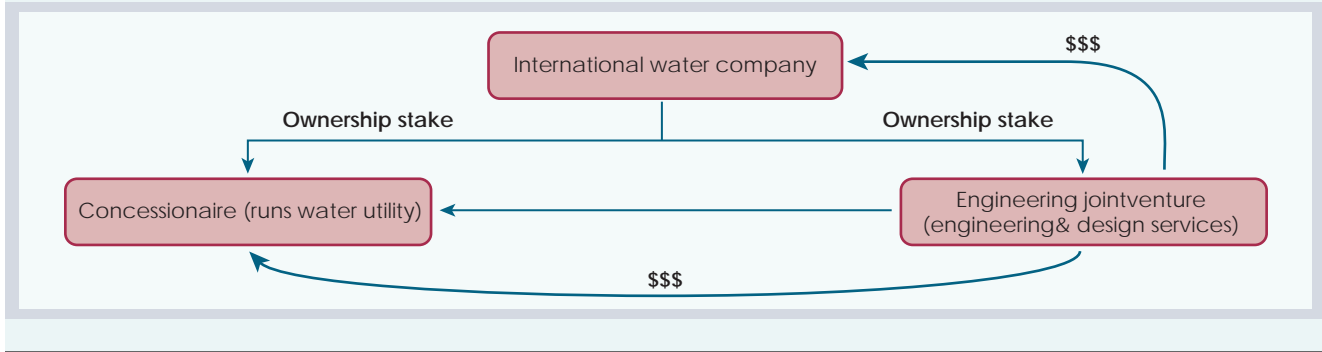 $$$
International water company
Ownership stake
Ownership stake
Concessionaire (runs water utility)
Engineering jointventure
(engineering& design services)
$$$